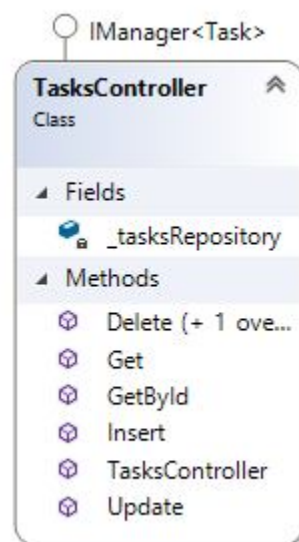 IManager<Task>
TasksController
Class
Fields
_tasksRepository
Methods
Delete (+ 1 ove...
Get
GetById
Insert
TasksController
Update